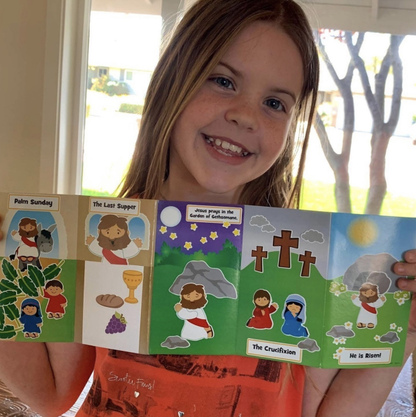 Palm Sunday
The Last Supper
Jesus prays in the
Garden of Gethsemane.
The Crucifixion
He is Risen!